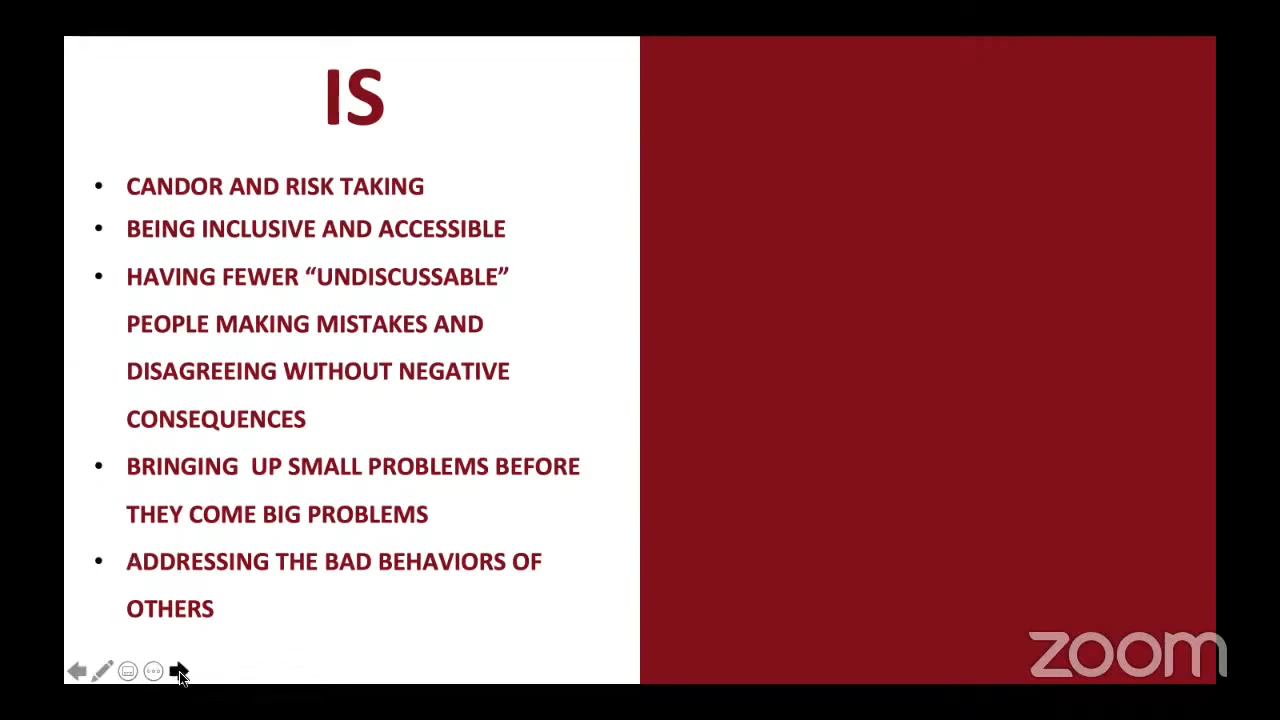 IS
• CANDOR AND RISK TAKING
• BEING INCLUSIVE AND ACCESSIBLE
• HAVING FEWER “UNDISCUSSABLE”
PEOPLE MAKING MISTAKES AND
DISAGREEING WITHOUT NEGATIVE
CONSEQUENCES
• BRINGING  UP SMALL PROBLEMS BEFORE
THEY COME BIG PROBLEMS
• ADDRESSING THE BAD BEHAVIORS OF
OTHERS
zoom